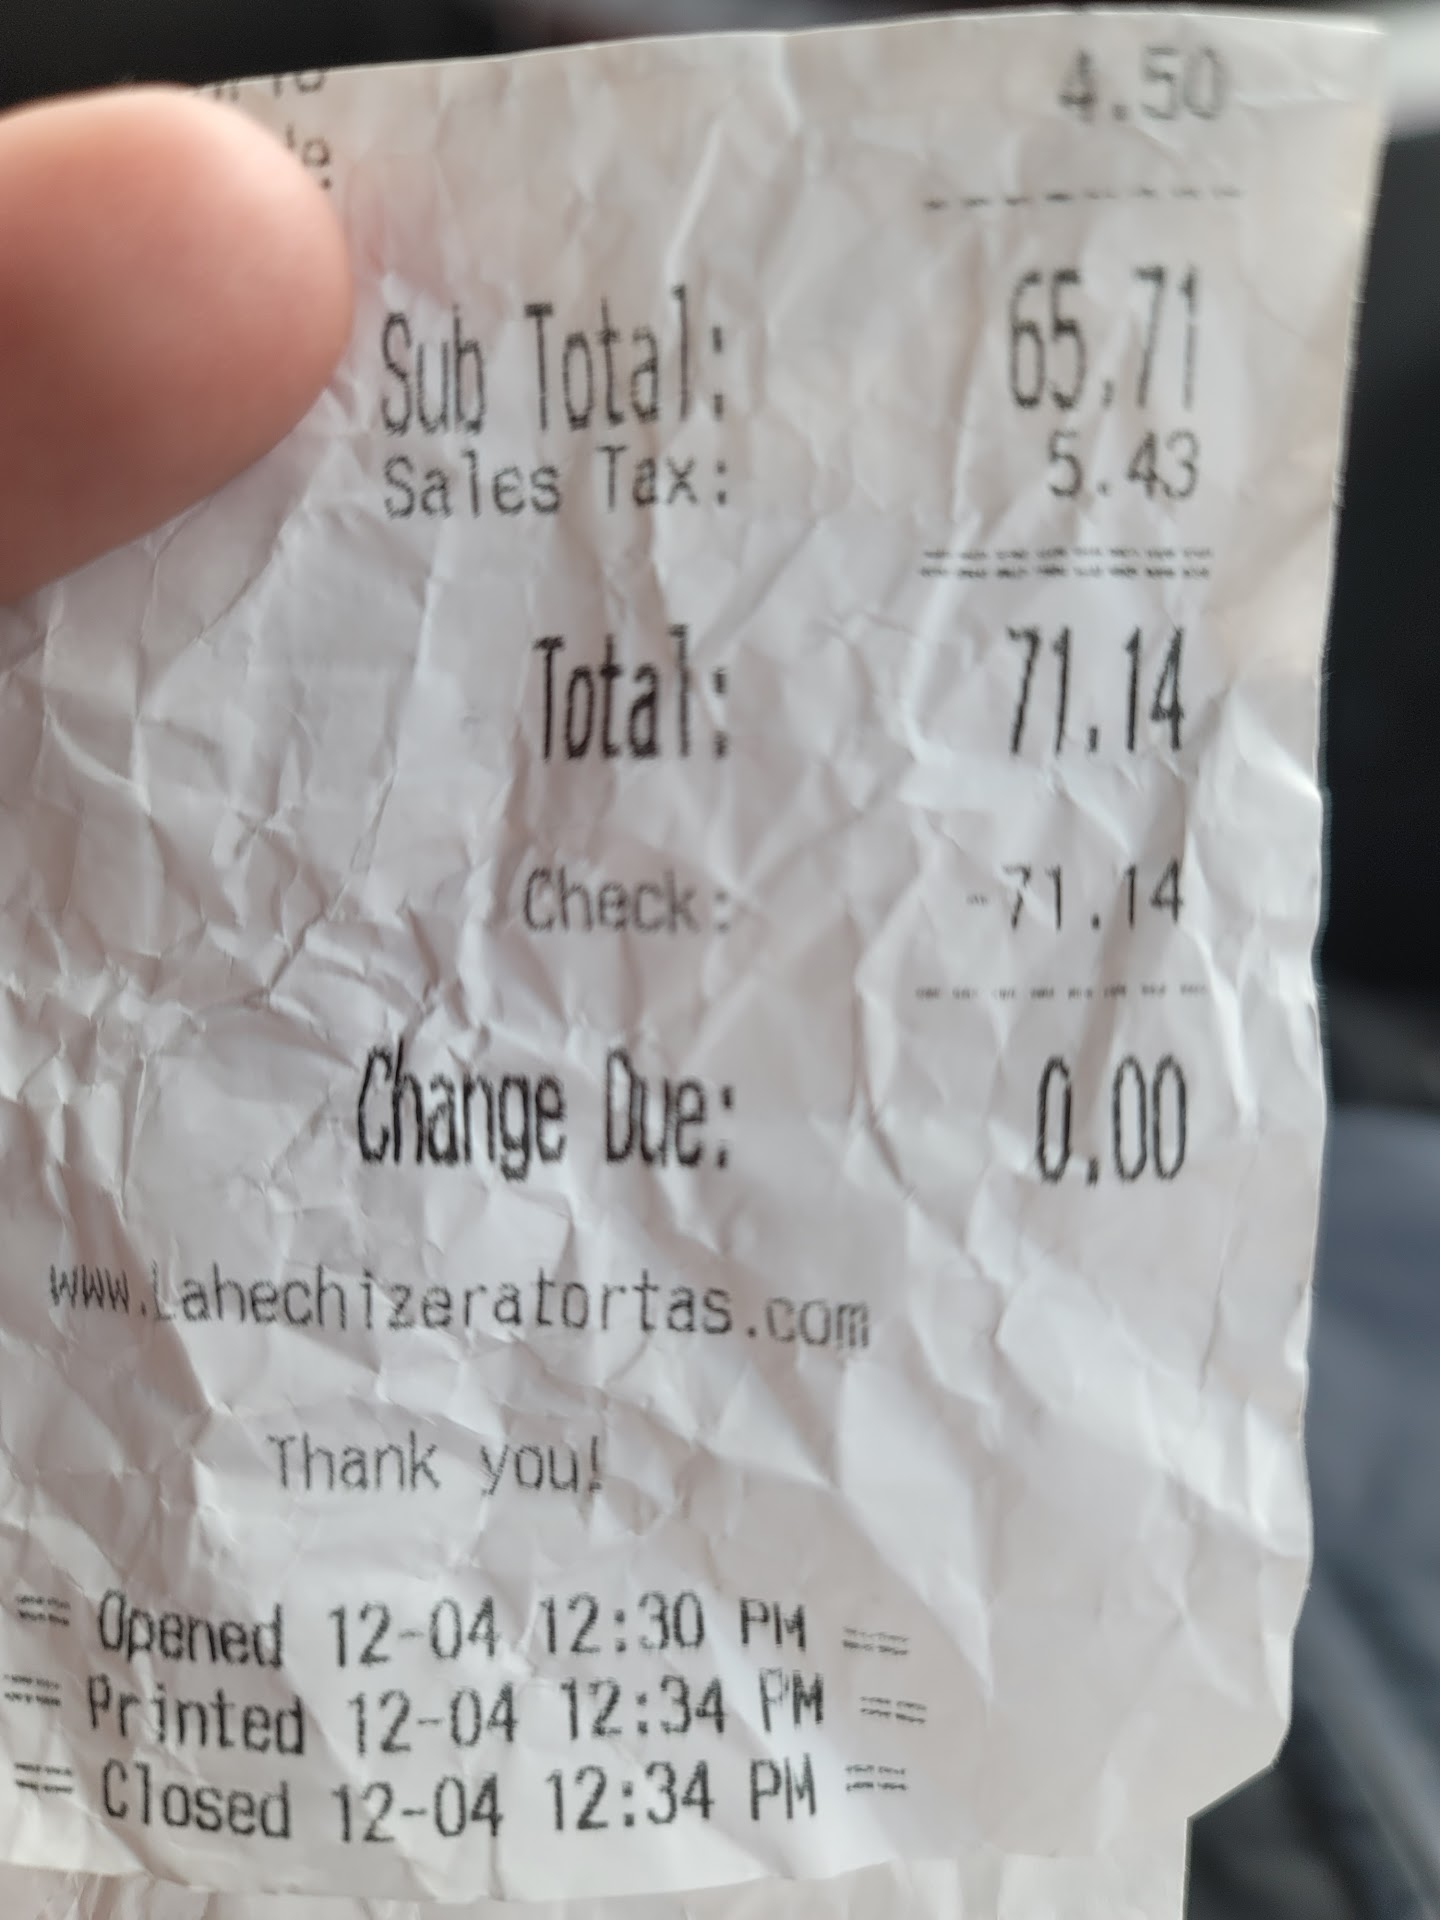 4.50
Sub Total: 65.71
Sales Tax: 5.43
Total: 71.14
Check: -71.14
Change Due: 0.00
www.Lahechizeratortas.com
Thank you!
== Opened 12-04 12:30 PM ==
== Printed 12-04 12:34 PM ==
== Closed 12-04 12:34 PM ==